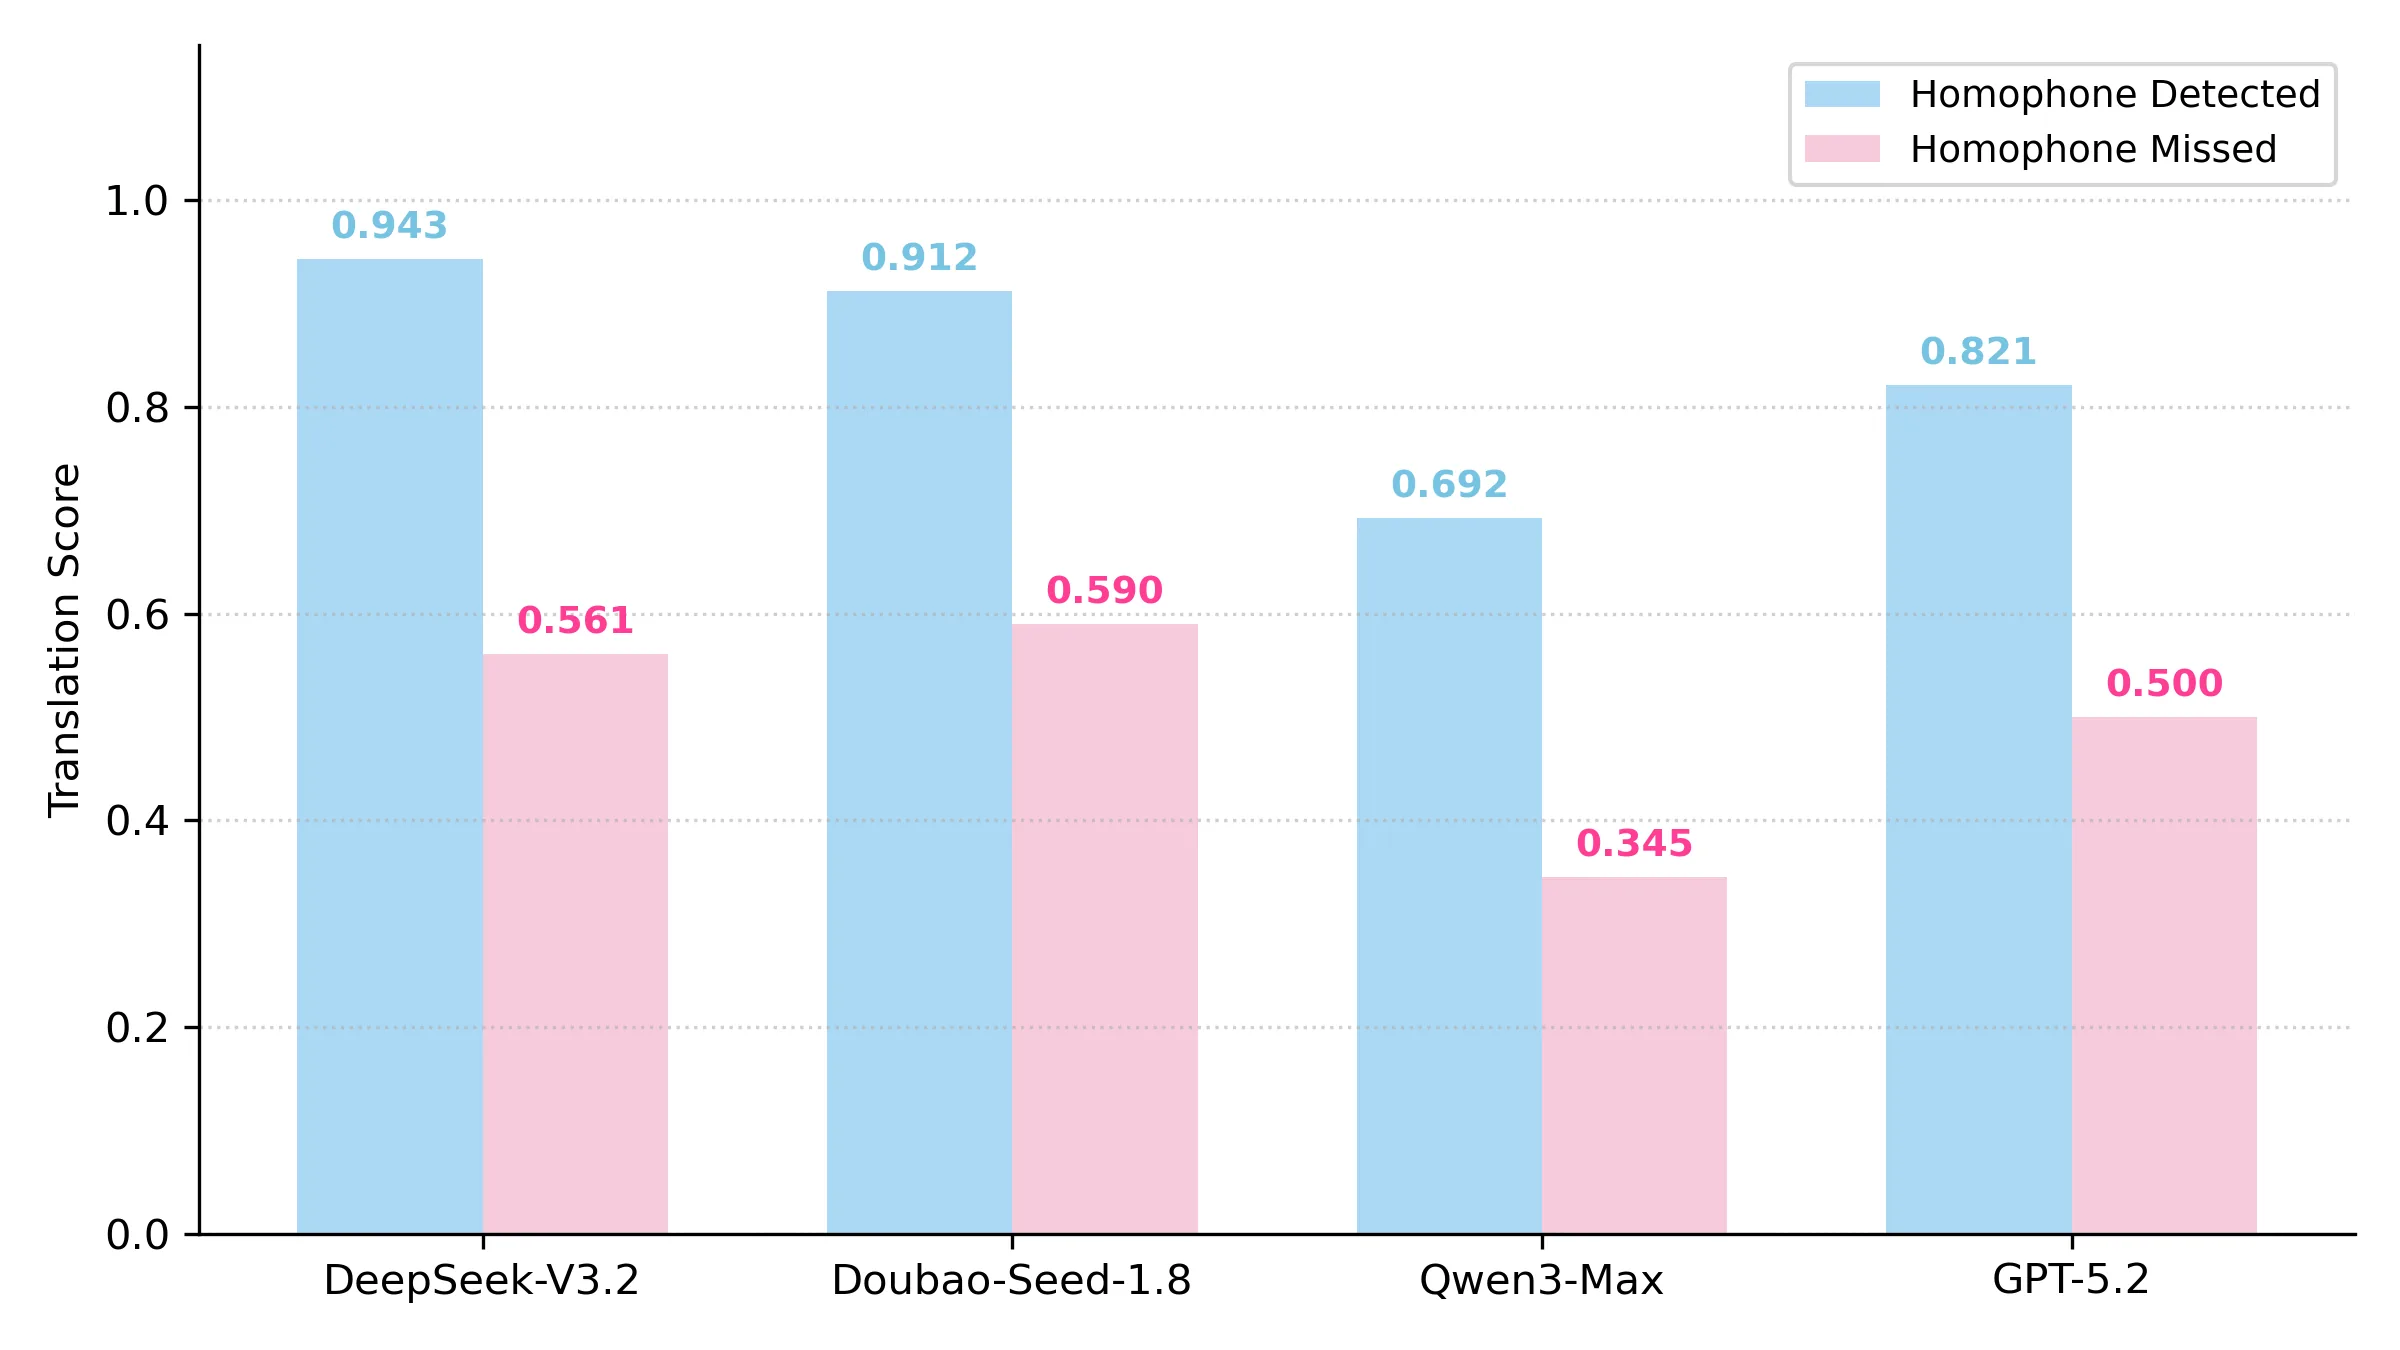 Homophone Detected
Homophone Missed
Translation Score
1.0
0.8
0.6
0.4
0.2
0.0
0.943
0.561
0.912
0.590
0.692
0.345
0.821
0.500
DeepSeek-V3.2
Doubao-Seed-1.8
Qwen3-Max
GPT-5.2